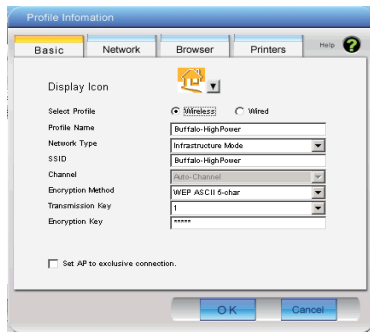 Profile Infomation
Basic Network Browser Printers Help ?
Display Icon
Select Profile Wireless Wired
Profile Name Buffalo-HighPower
Network Type Infrastructure Mode
SSID Buffalo-HighPower
Channel Auto-Channel
Encryption Method WEP ASCII 5-char
Transmission Key 1
Encryption Key *****
Set AP to exclusive connection.
OK Cancel